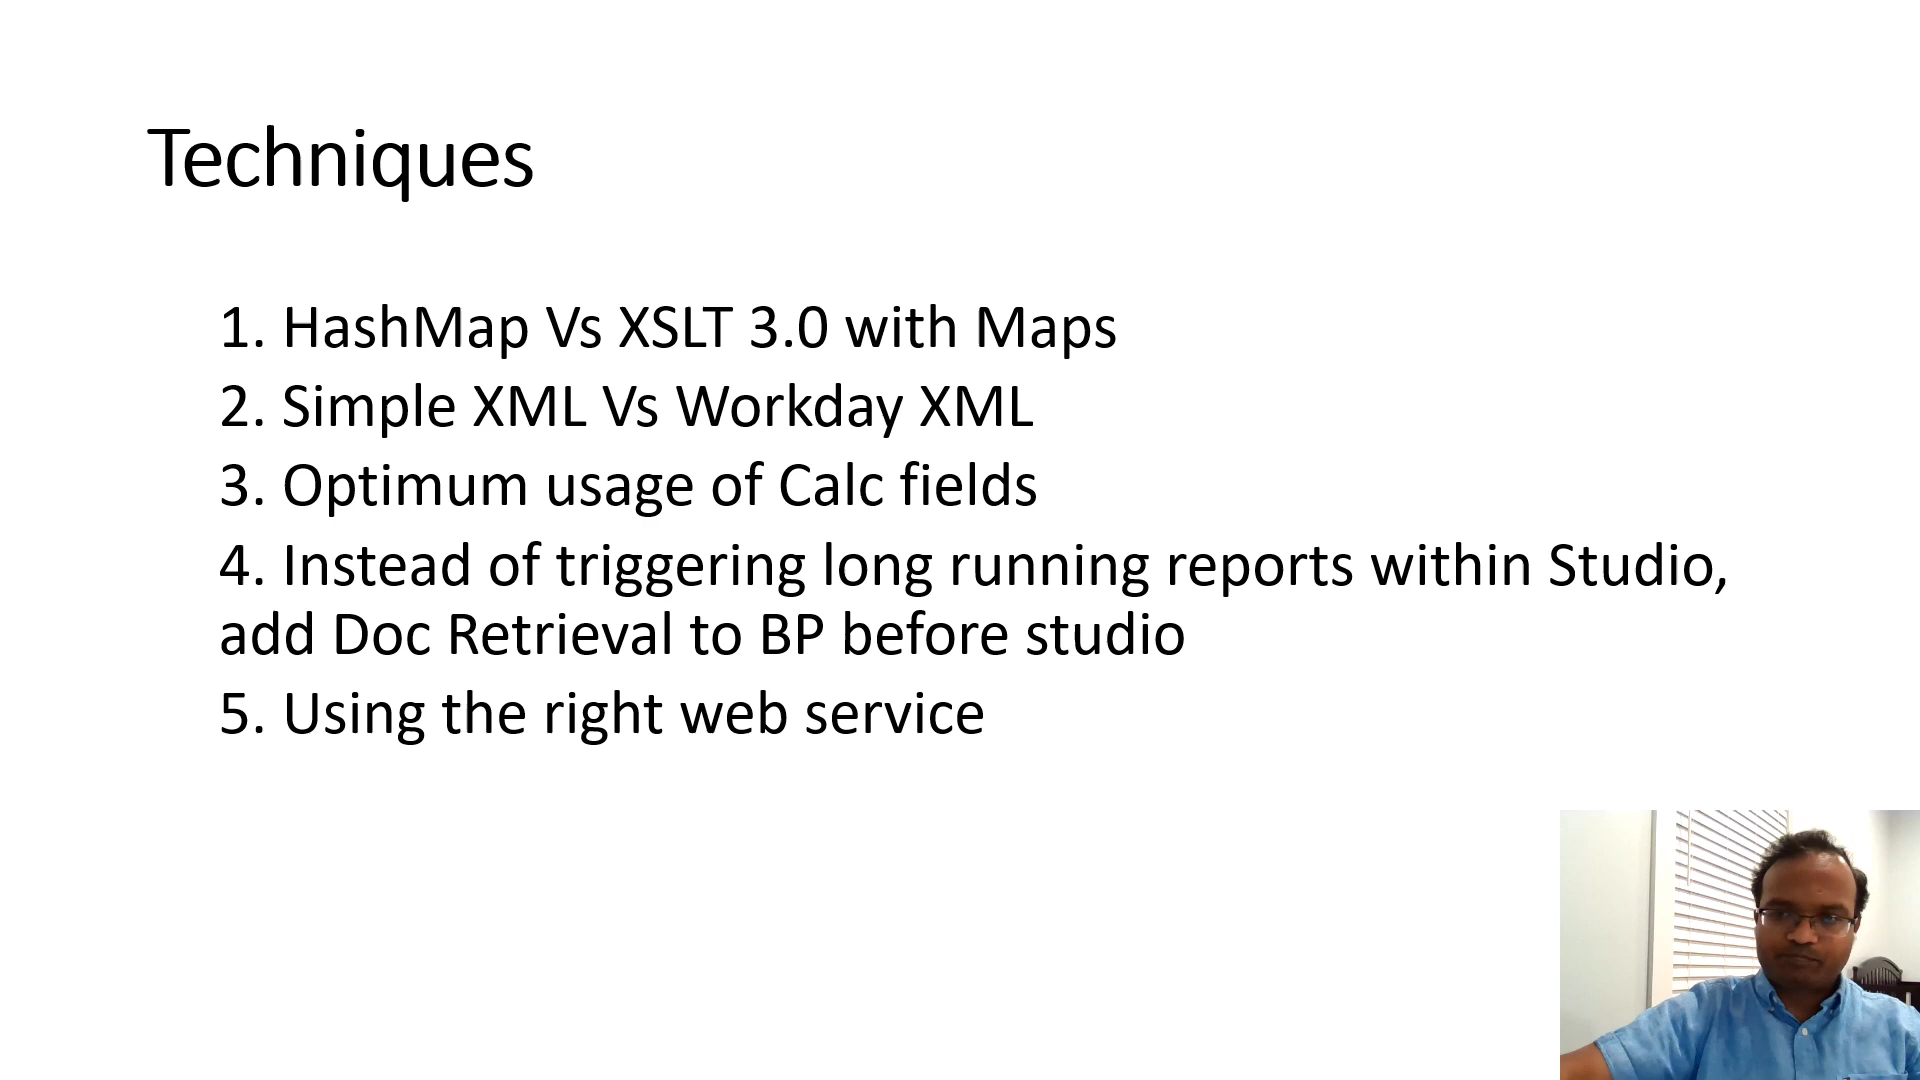 Techniques
1. HashMap Vs XSLT 3.0 with Maps
2. Simple XML Vs Workday XML
3. Optimum usage of Calc fields
4. Instead of triggering long running reports within Studio,
add Doc Retrieval to BP before studio
5. Using the right web service